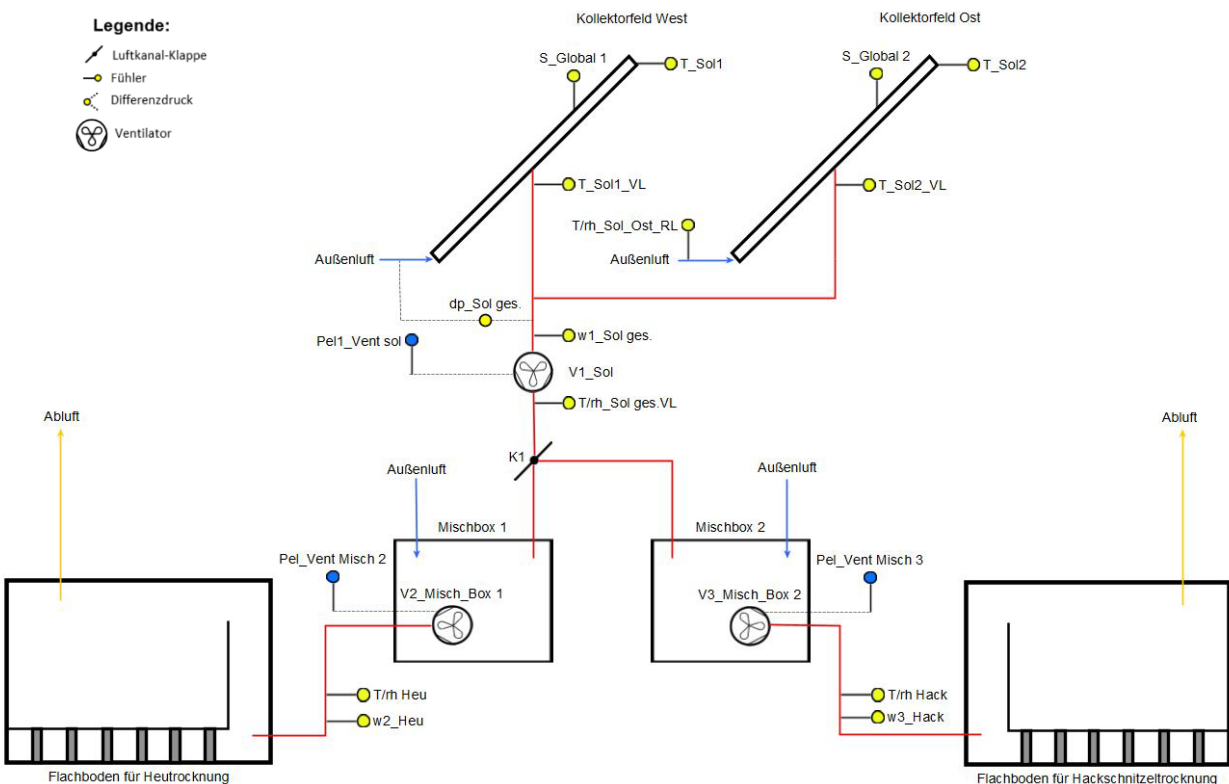 Legende:
Luftkanal-Klappe
Fühler
Differenzdruck
Ventilator
Kollektorfeld West
Kollektorfeld Ost
S_Global 1
T_Sol1
S_Global 2
T_Sol2
T_Sol1_VL
T_Sol2_VL
T/rh_Sol_Ost_RL
Außenluft
Außenluft
dp_Sol ges.
w1_Sol ges.
Pel1_Vent sol
V1_Sol
T/rh_Sol ges.VL
Abluft
Abluft
K1
Außenluft
Außenluft
Mischbox 1
Mischbox 2
Pel_Vent Misch 2
Pel_Vent Misch 3
V2_Misch_Box 1
V3_Misch_Box 2
T/rh Heu
w2_Heu
T/rh Hack
w3_Hack
Flachboden für Heutrocknung
Flachboden für Hackschnitzeltrocknung